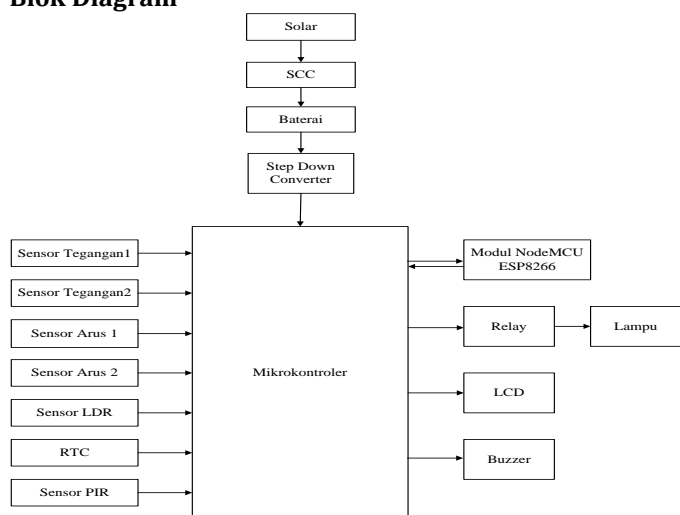 Blok Diagram
Solar
SCC
Baterai
Step Down
Converter
Sensor Tegangan1
Sensor Tegangan2
Sensor Arus 1
Sensor Arus 2
Sensor LDR
RTC
Sensor PIR
Mikrokontroler
Modul NodeMCU
ESP8266
Relay
Lampu
LCD
Buzzer